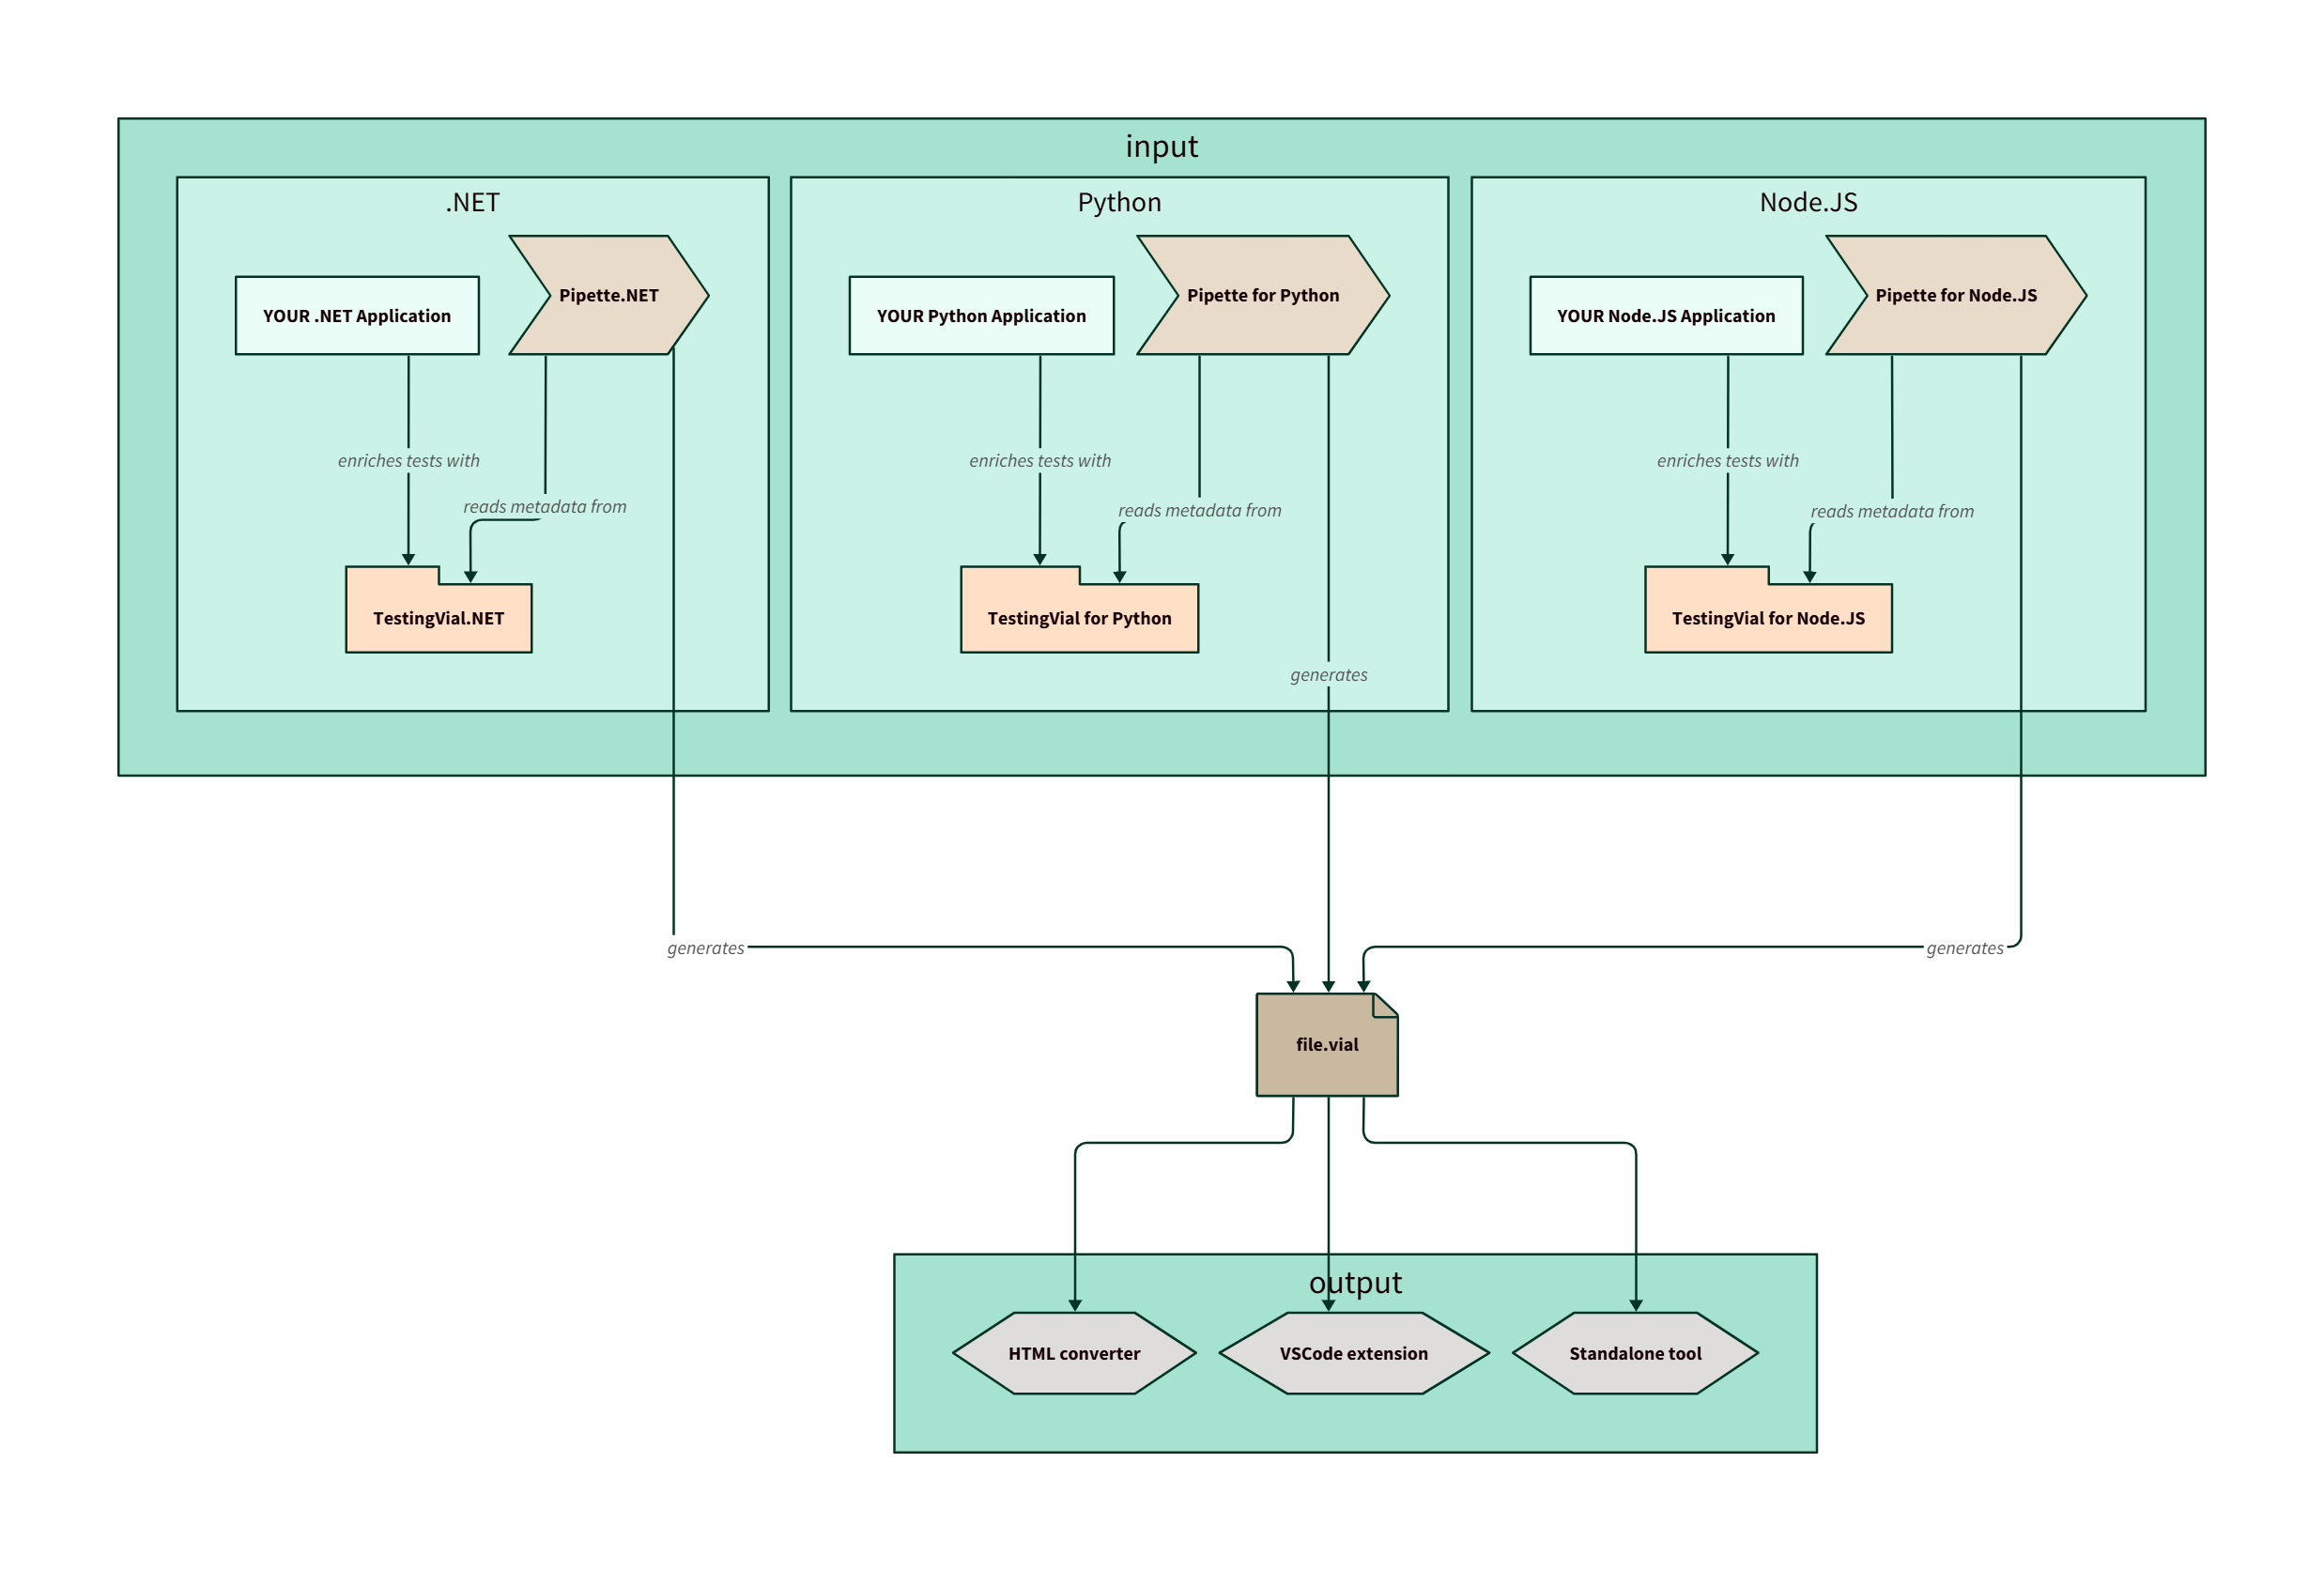 input
.NET
Python
Node.JS
Pipette.NET
Pipette for Python
Pipette for Node.JS
YOUR .NET Application
YOUR Python Application
YOUR Node.JS Application
enriches tests with
enriches tests with
enriches tests with
reads metadata from
reads metadata from
reads metadata from
TestingVial.NET
TestingVial for Python
TestingVial for Node.JS
generates
generates
generates
file.vial
output
HTML converter
VSCode extension
Standalone tool